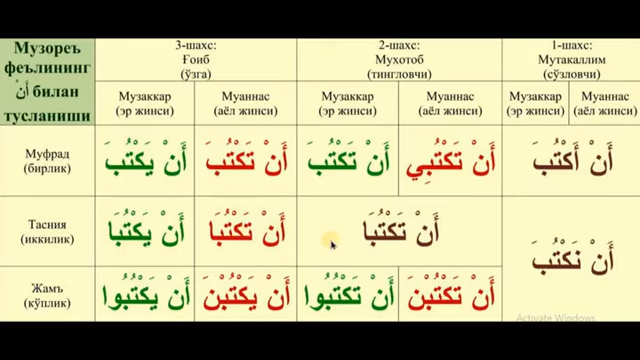 Музореъ феълининг أَنْ билан тусланиши
3-шахс: Ғоиб (ўзга)
2-шахс: Мухотоб (тингловчи)
1-шахс: Мутакаллим (сўзловчи)
Музаккар (эр жинси)
Муаннас (аёл жинси)
Музаккар (эр жинси)
Муаннас (аёл жинси)
Музаккар (эр жинси)
Муаннас (аёл жинси)
Муфрад (бирлик)
أَنْ يَكْتُبَ
أَنْ تَكْتُبَ
أَنْ تَكْتُبَ
أَنْ تَكْتُبِي
أَنْ أَكْتُبَ
Тасния (иккилик)
أَنْ يَكْتُبَا
أَنْ تَكْتُبَا
أَنْ تَكْتُبَا
أَنْ نَكْتُبَ
Жамъ (кўплик)
أَنْ يَكْتُبُوا
أَنْ يَكْتُبْنَ
أَنْ تَكْتُبُوا
أَنْ تَكْتُبْنَ
Activate Windows